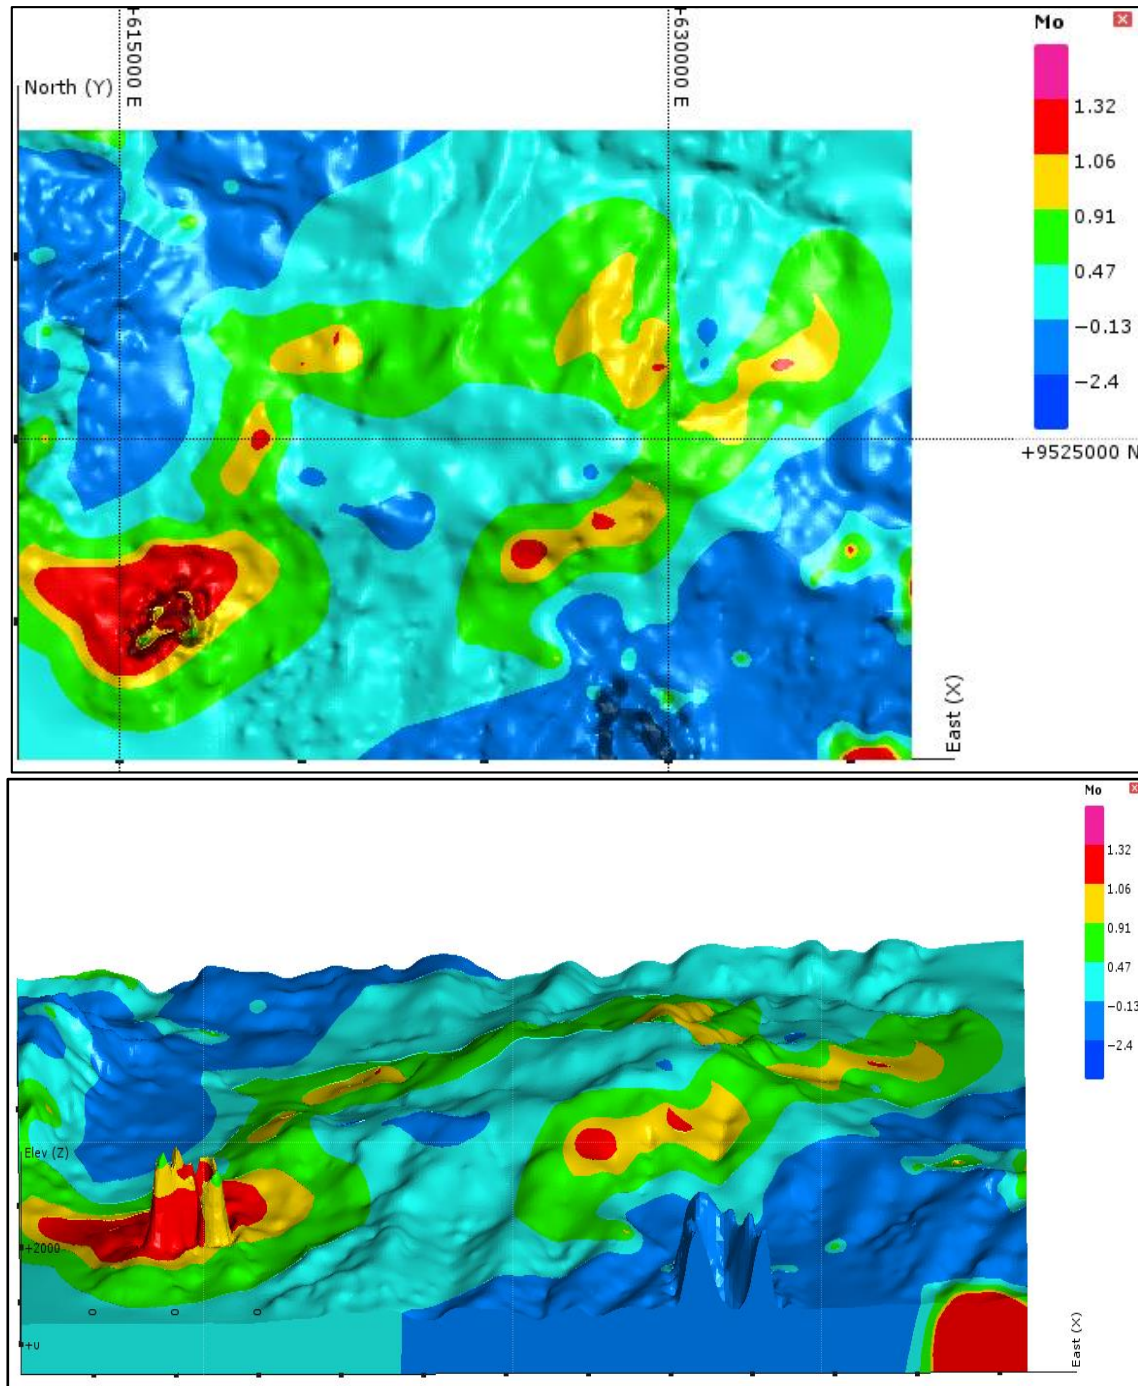 Mo
+615000 E
+630000 E
North (Y)
1.32
1.06
0.91
0.47
−0.13
−2.4
+9525000 N
East (X)
Mo
1.32
1.06
0.91
0.47
−0.13
−2.4
Elev (Z)
+2000
+0
East (X)